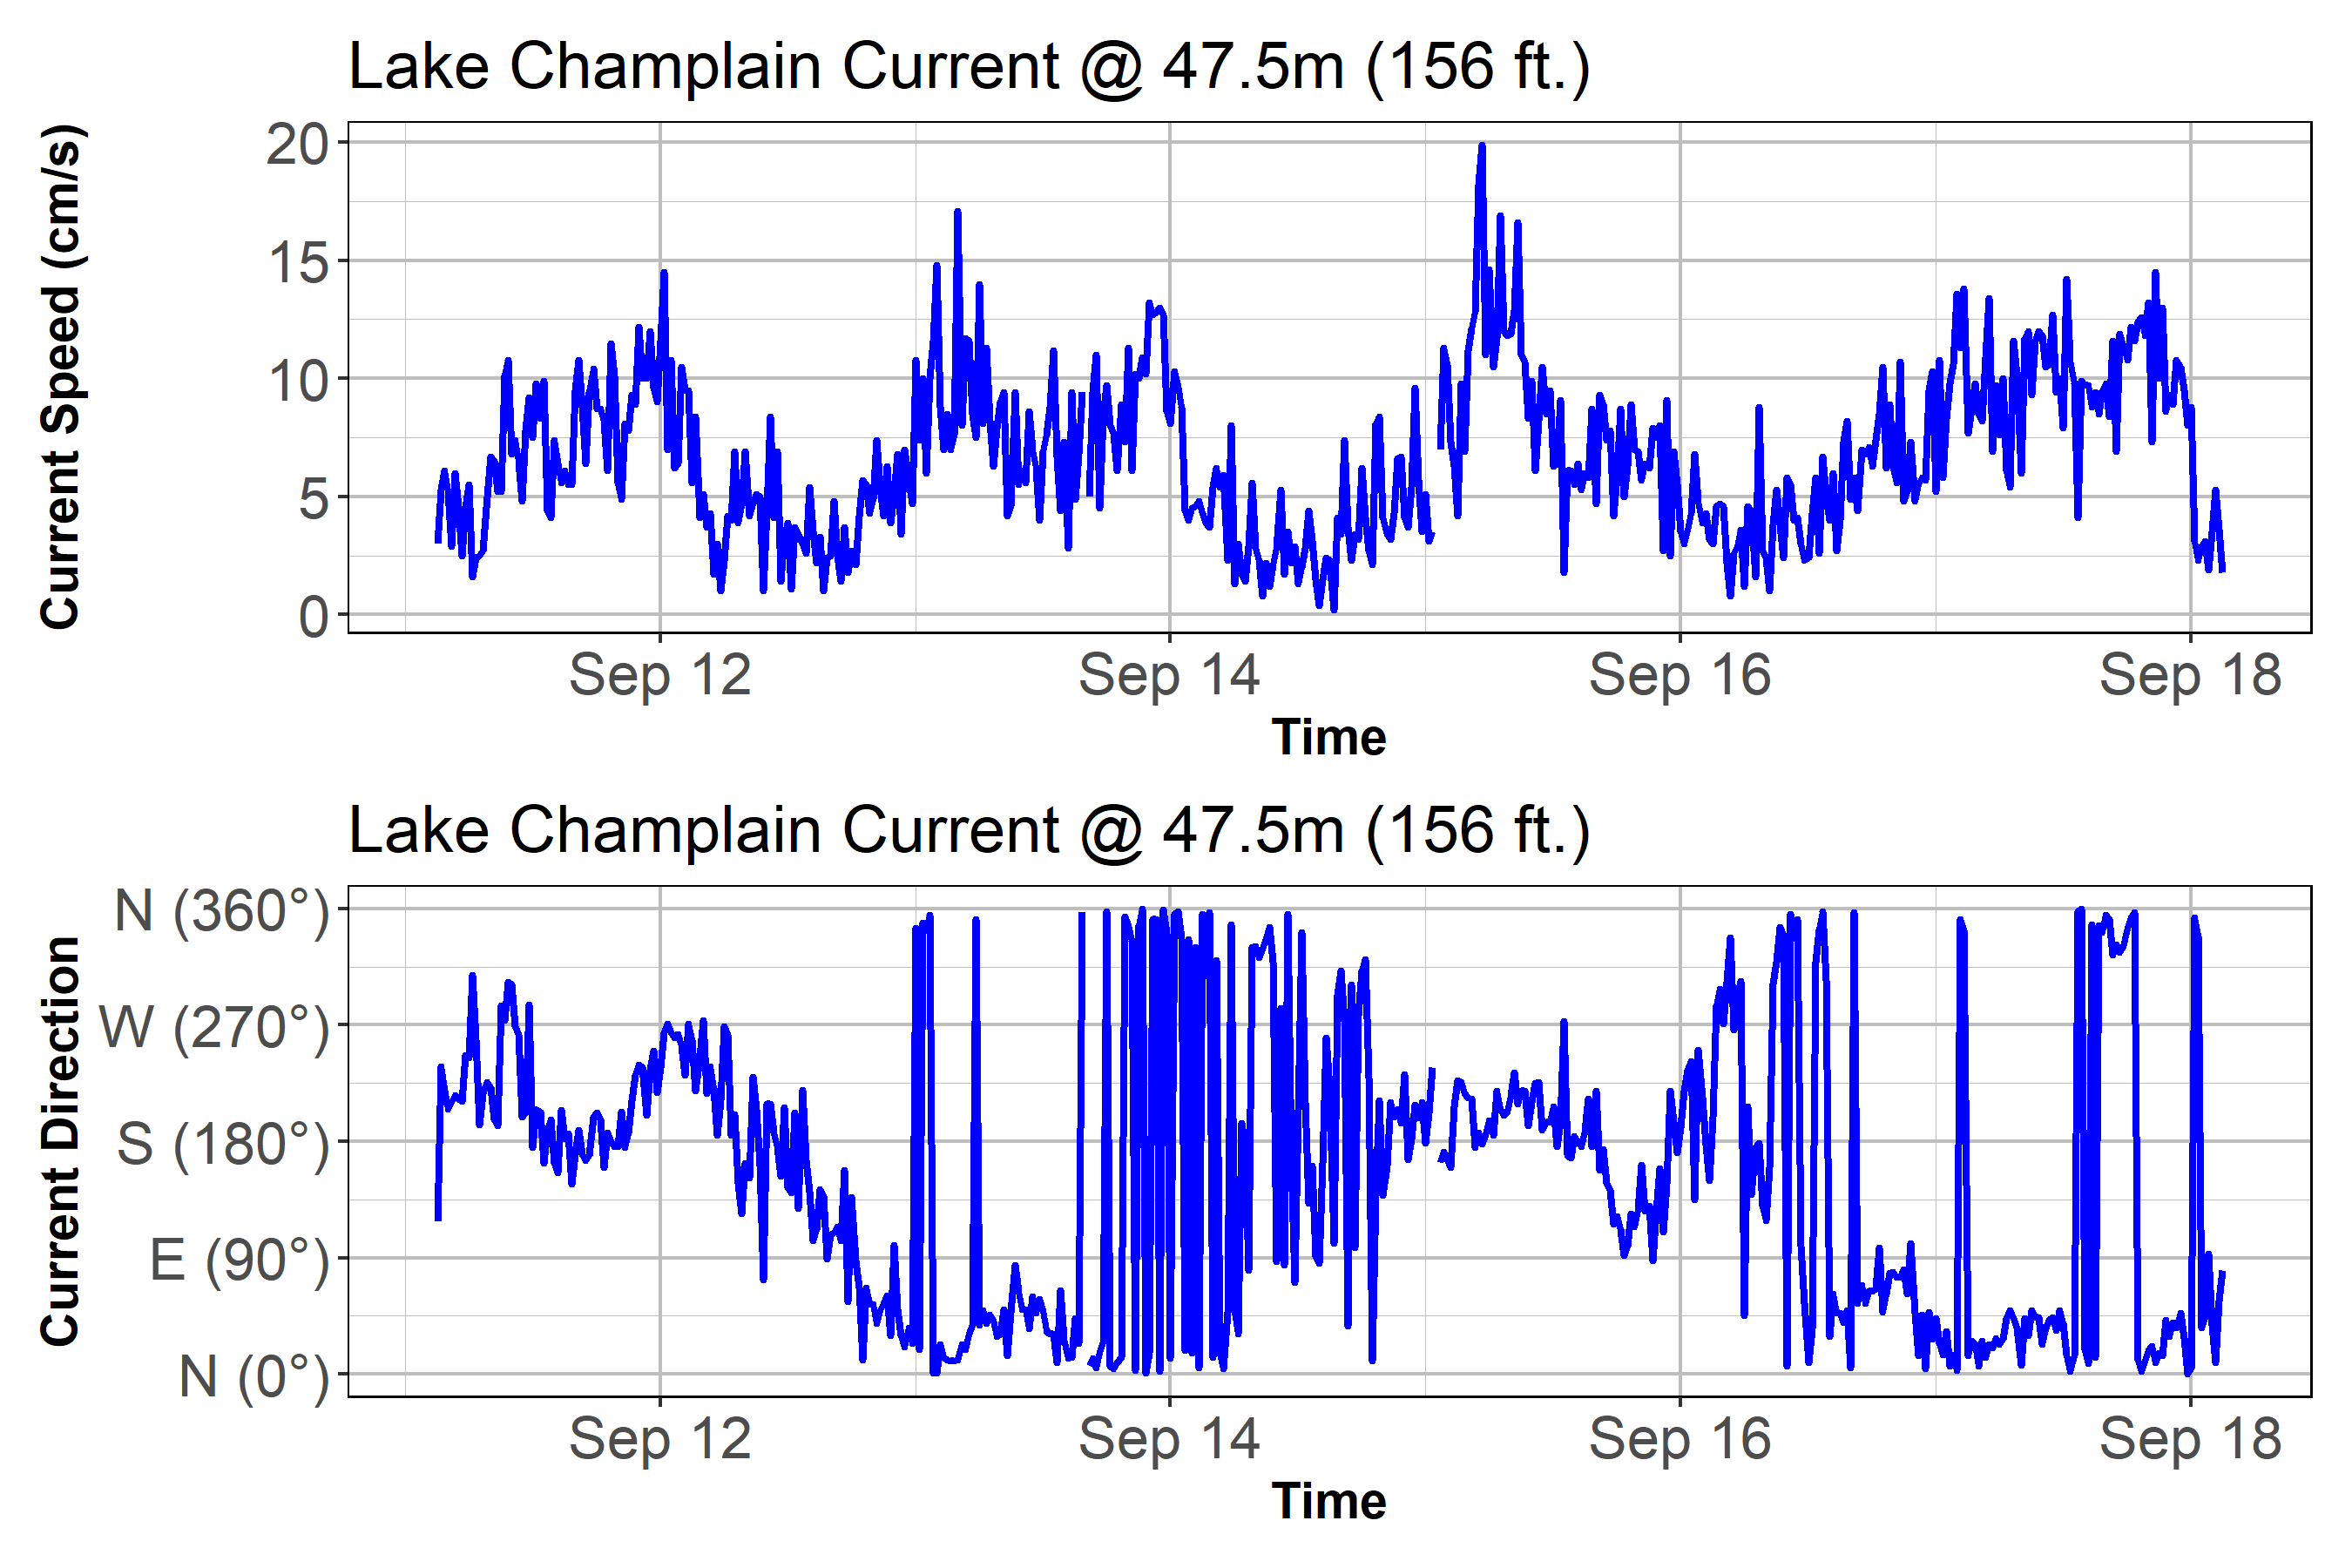 Lake Champlain Current @ 47.5m (156 ft.)
Current Speed (cm/s)
20
15
10
5
0
Sep 12 Sep 14 Sep 16 Sep 18
Time
Lake Champlain Current @ 47.5m (156 ft.)
Current Direction
N (360°)
W (270°)
S (180°)
E (90°)
N (0°)
Sep 12 Sep 14 Sep 16 Sep 18
Time